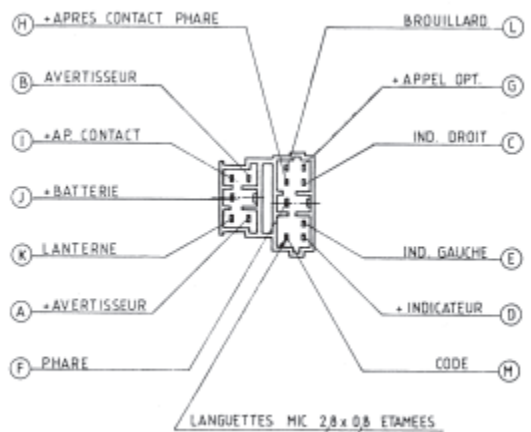 H + APRES CONTACT PHARE
B AVERTISSEUR
I +AP. CONTACT
J +BATTERIE
K LANTERNE
A +AVERTISSEUR
F PHARE
BROUILLARD L
+ APPEL OPT. G
IND. DROIT C
IND. GAUCHE E
+ INDICATEUR D
CODE M
LANGUETTES MIC 2,8 x 0,8 ETAMEES